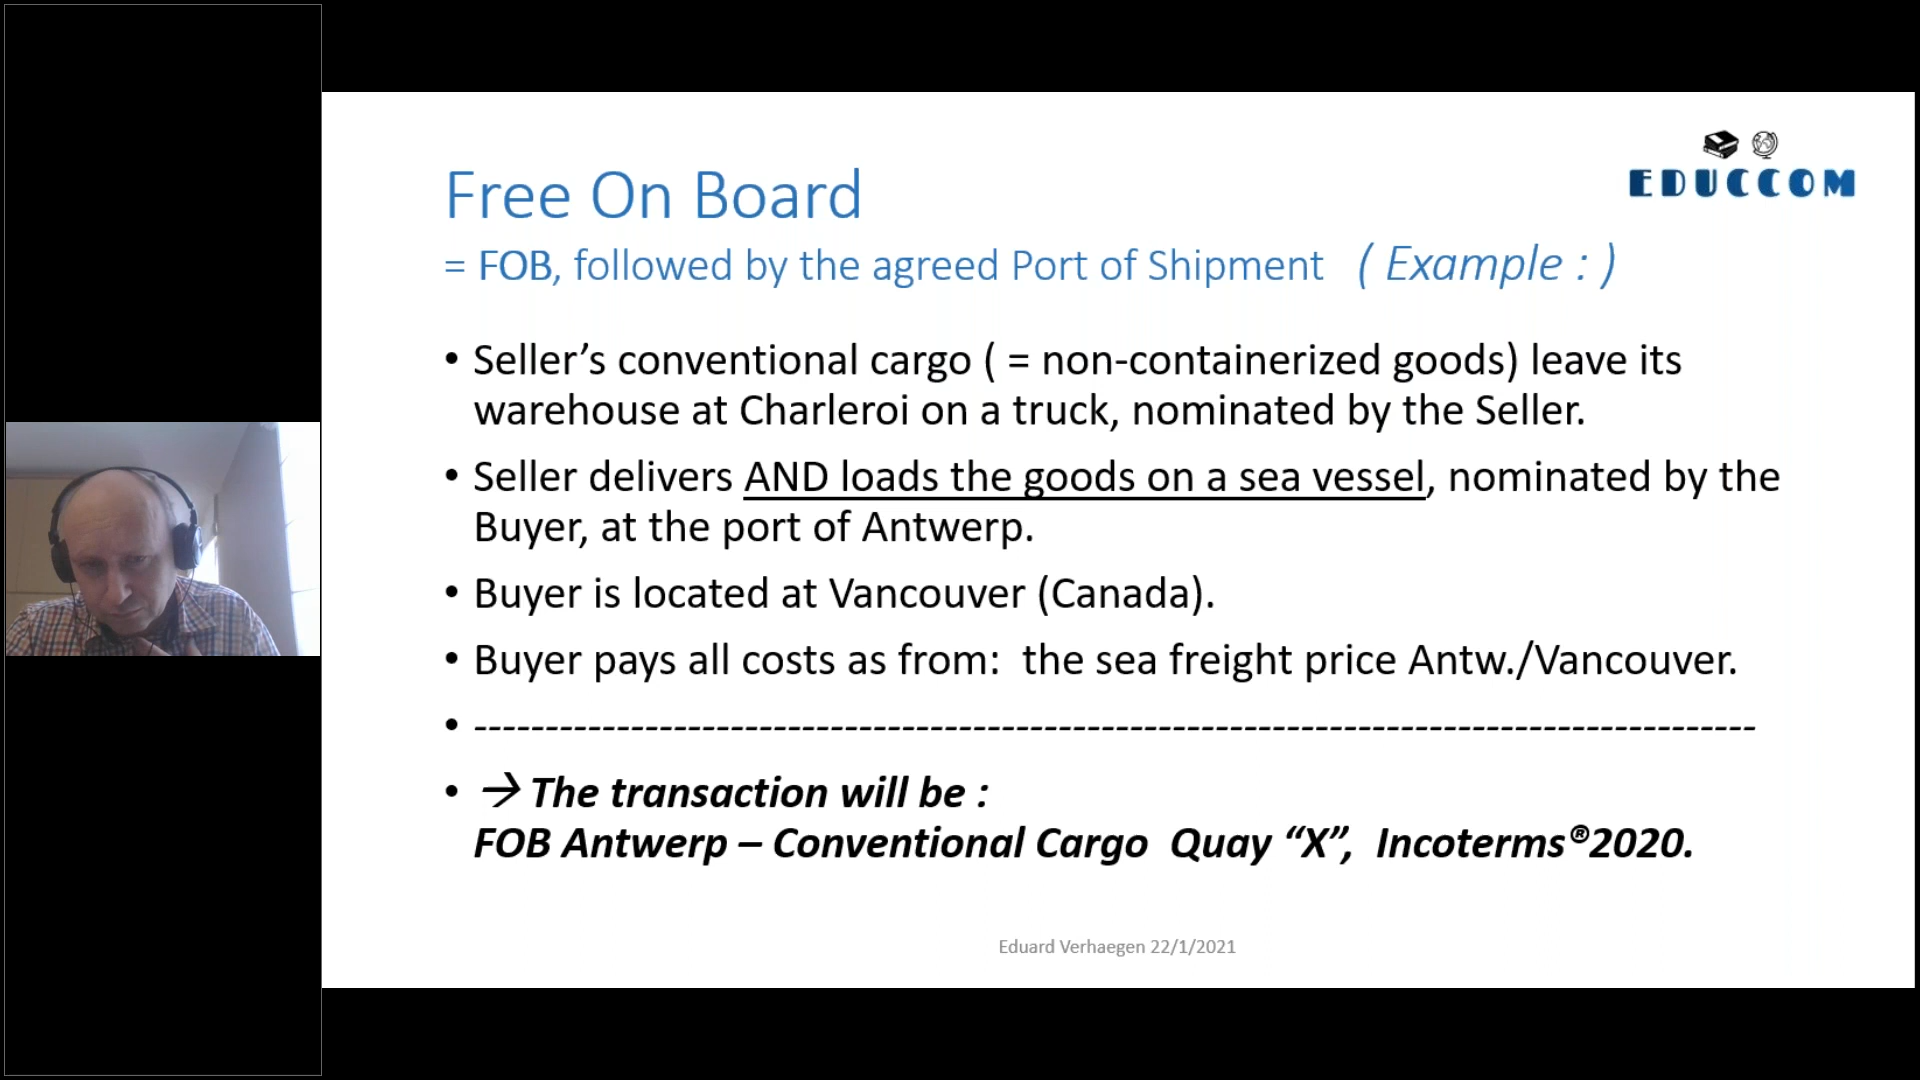 EDUCCOM
Free On Board
= FOB, followed by the agreed Port of Shipment ( Example : )
• Seller’s conventional cargo ( = non-containerized goods) leave its
warehouse at Charleroi on a truck, nominated by the Seller.
• Seller delivers AND loads the goods on a sea vessel, nominated by the
Buyer, at the port of Antwerp.
• Buyer is located at Vancouver (Canada).
• Buyer pays all costs as from: the sea freight price Antw./Vancouver.
• -----------------------------------------------------------------------------------------
• → The transaction will be :
FOB Antwerp – Conventional Cargo Quay “X”, Incoterms®2020.
Eduard Verhaegen 22/1/2021